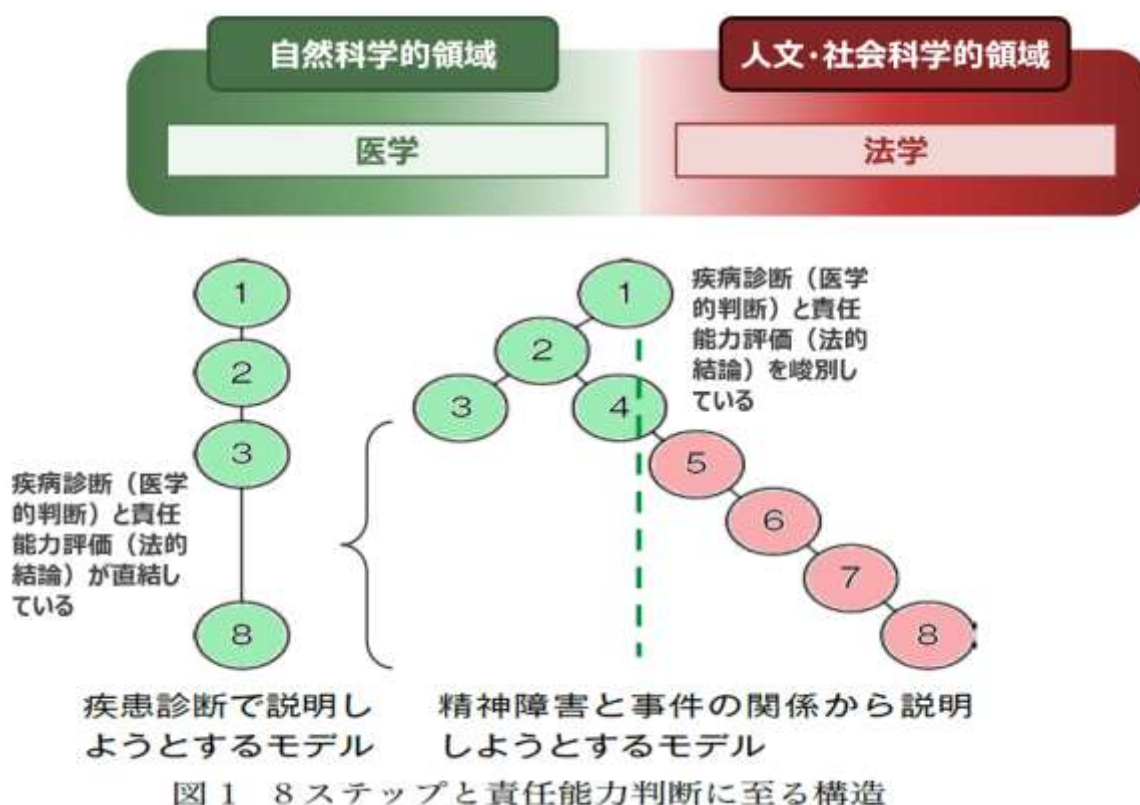 自然科学的領域
人文・社会科学的領域
医学
法学
1
2
3
8
疾病診断（医学
的判断）と責任
能力評価（法的
結論）が直結し
ている
1
2
3
4
5
6
7
8
疾病診断（医学
的判断）と責任
能力評価（法的
結論）を峻別し
ている
疾患診断で説明し
ようとするモデル
精神障害と事件の関係から説明
しようとするモデル
図1 8ステップと責任能力判断に至る構造